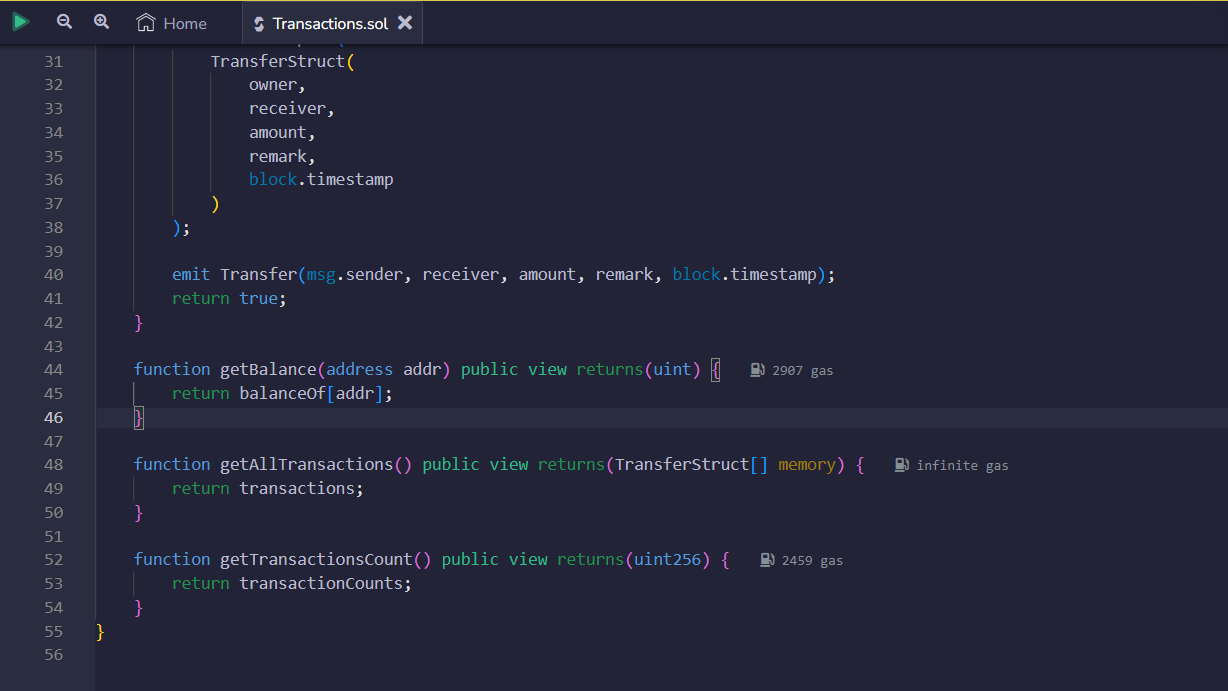 Home Transactions.sol
31 TransferStruct(
32 owner,
33 receiver,
34 amount,
35 remark,
36 block.timestamp
37 )
38 );
39
40 emit Transfer(msg.sender, receiver, amount, remark, block.timestamp);
41 return true;
42 }
43
44 function getBalance(address addr) public view returns(uint) { 2907 gas
45 return balanceOf[addr];
46 }
47
48 function getAllTransactions() public view returns(TransferStruct[] memory) { infinite gas
49 return transactions;
50 }
51
52 function getTransactionsCount() public view returns(uint256) { 2459 gas
53 return transactionCounts;
54 }
55 }
56